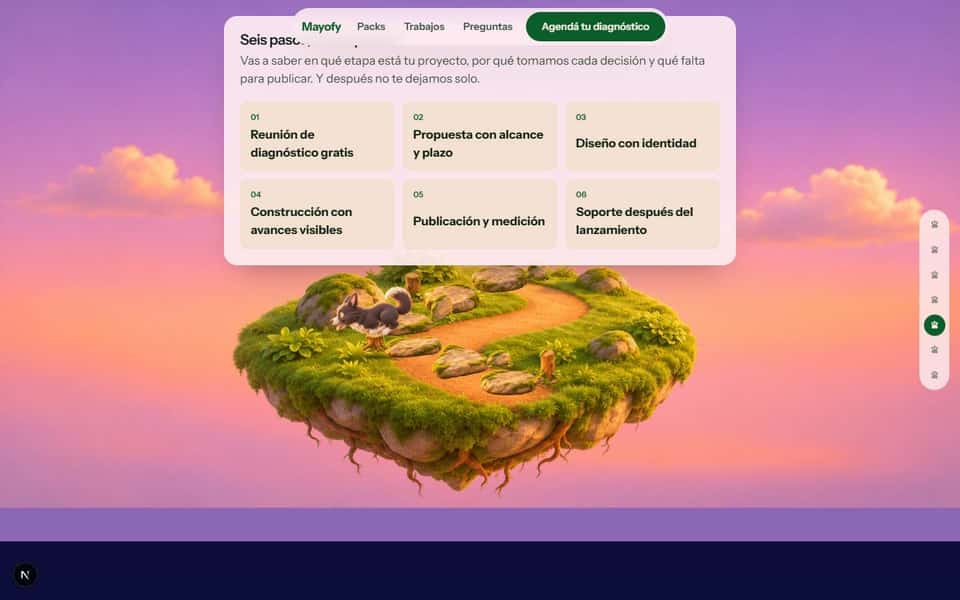 Mayofy Packs Trabajos Preguntas Agendá tu diagnóstico
Seis
Vas a saber en qué etapa está tu proyecto, por qué tomamos cada decisión y qué falta
para publicar. Y después no te dejamos solo.
01
Reunión de
diagnóstico gratis
02
Propuesta con alcance
y plazo
03
Diseño con identidad
04
Construcción con
avances visibles
05
Publicación y medición
06
Soporte después del
lanzamiento
N